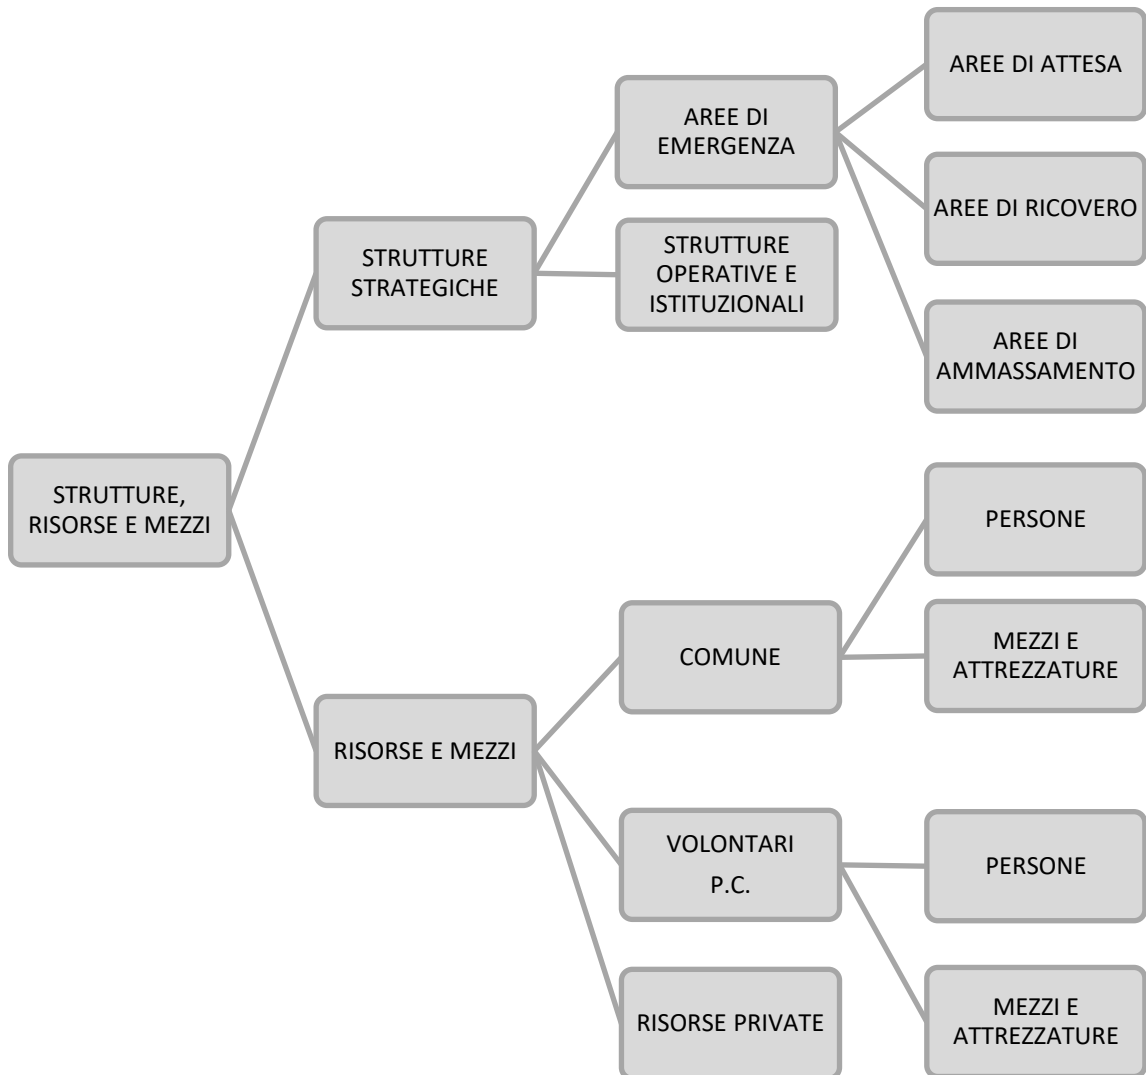 STRUTTURE,
RISORSE E MEZZI
STRUTTURE
STRATEGICHE
AREE DI
EMERGENZA
AREE DI ATTESA
AREE DI RICOVERO
AREE DI
AMMASSAMENTO
STRUTTURE
OPERATIVE E
ISTITUZIONALI
RISORSE E MEZZI
COMUNE
PERSONE
MEZZI E
ATTREZZATURE
VOLONTARI
P.C.
PERSONE
MEZZI E
ATTREZZATURE
RISORSE PRIVATE